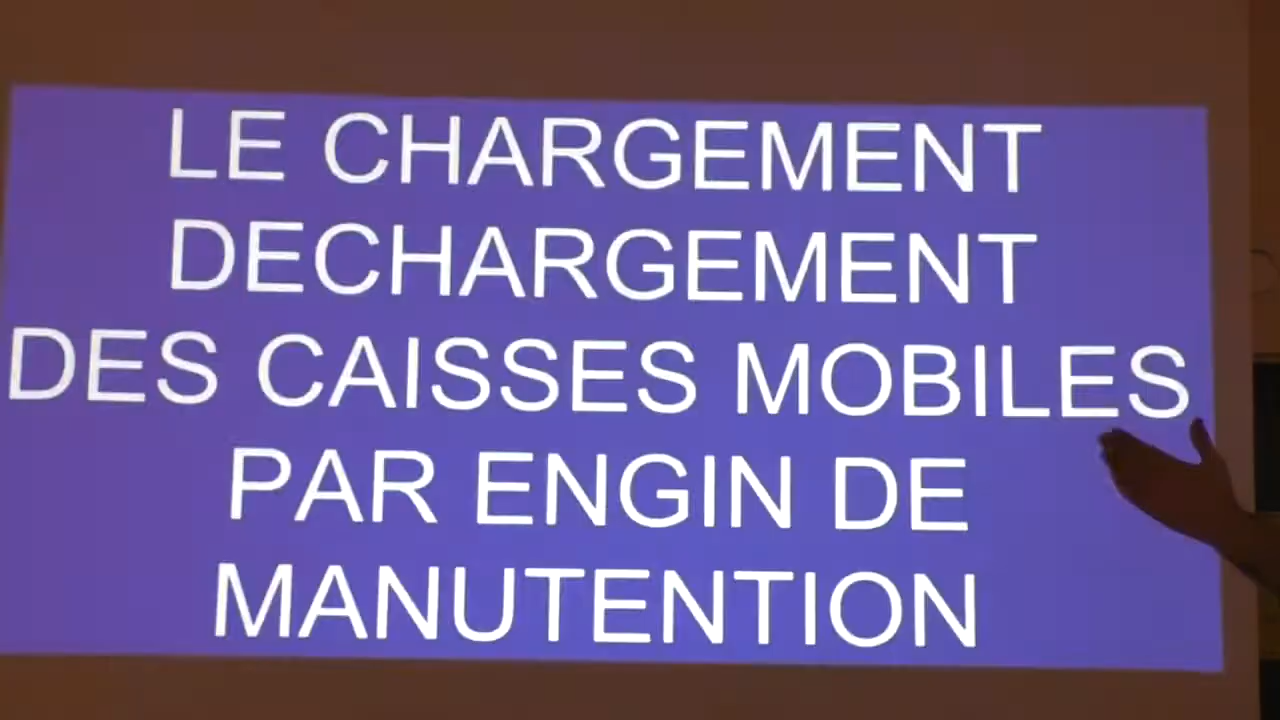 LE CHARGEMENT
DECHARGEMENT
DES CAISSES MOBILES
PAR ENGIN DE
MANUTENTION